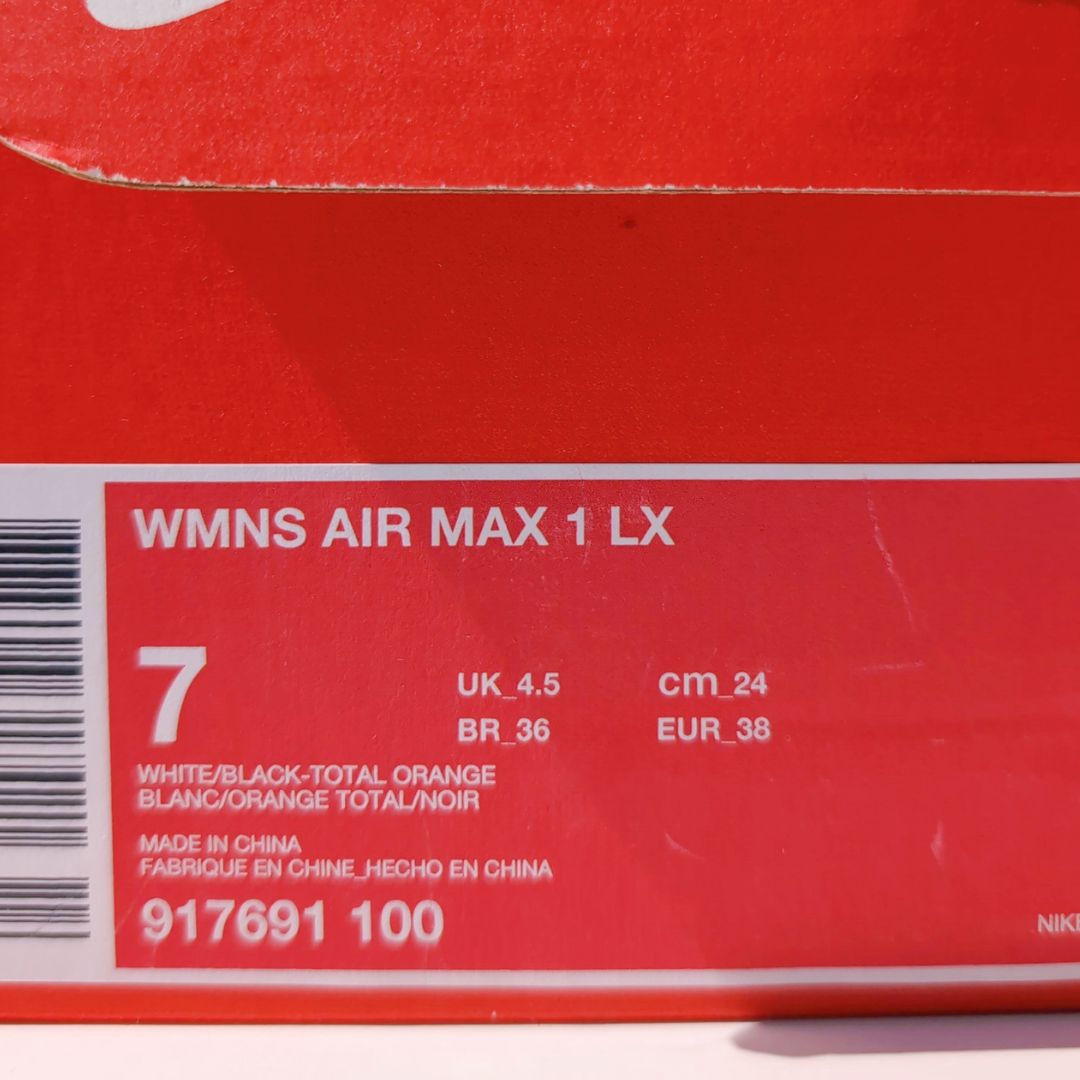 WMNS AIR MAX 1 LX
7
UK_4.5 cm_24
BR_36 EUR_38
WHITE/BLACK-TOTAL ORANGE
BLANC/ORANGE TOTAL/NOIR
MADE IN CHINA
FABRIQUE EN CHINE_HECHO EN CHINA
917691 100
NIKE